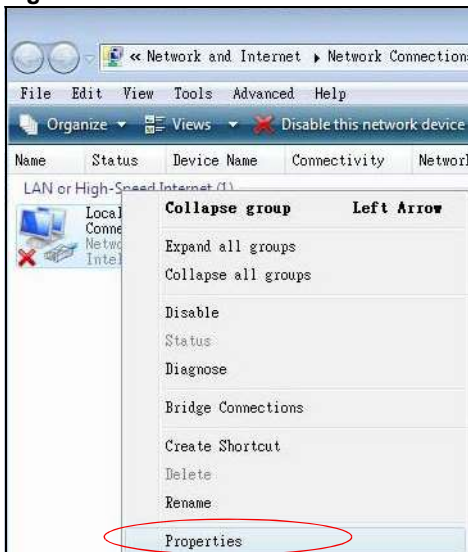 « Network and Internet ▸ Network Connections
File Edit View Tools Advanced Help
Organize Views Disable this network device
Name Status Device Name Connectivity Networ
LAN or High-Speed Internet (1)
Local
Conne
Netwo
Intel
Collapse group Left Arrow
Expand all groups
Collapse all groups
Disable
Status
Diagnose
Bridge Connections
Create Shortcut
Delete
Rename
Properties